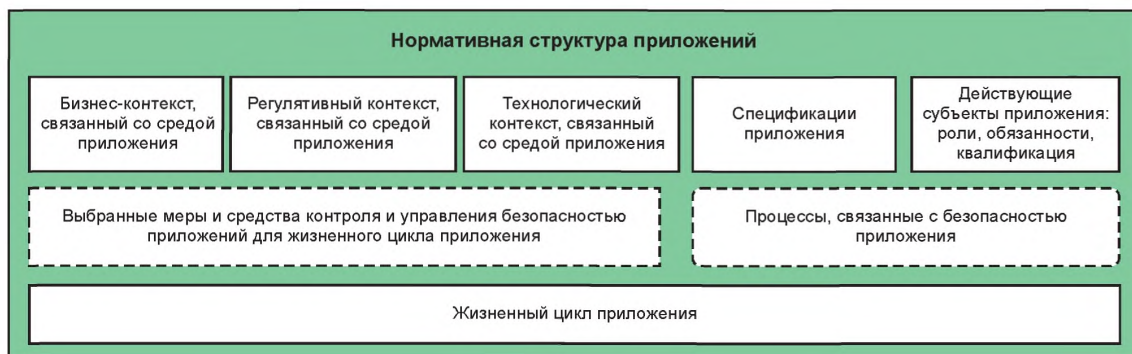 Нормативная структура приложений
Бизнес-контекст,
связанный со средой
приложения
Регулятивный контекст,
связанный со средой
приложения
Технологический
контекст, связанный
со средой приложения
Спецификации
приложения
Действующие
субъекты приложения:
роли, обязанности,
квалификация
Выбранные меры и средства контроля и управления безопасностью
приложений для жизненного цикла приложения
Процессы, связанные с безопасностью
приложения
Жизненный цикл приложения